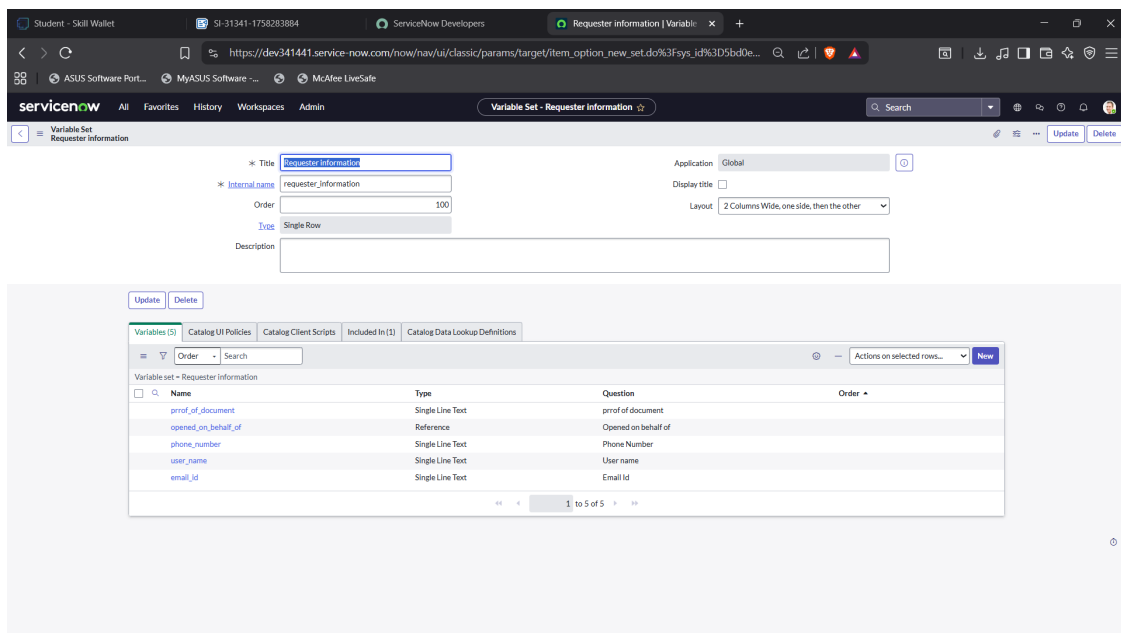 Student - Skill Wallet
SI-31341-1758283884
ServiceNow Developers
Requester information | Variable
https://dev341441.service-now.com/now/nav/ui/classic/params/target/item_option_new_set.do%3Fsys_id%3D5bd0e...
ASUS Software Port... MyASUS Software -... McAfee LiveSafe
servicenow All Favorites History Workspaces Admin Variable Set - Requester information Search
Variable Set
Requester information
Update Delete
Title Requester information
Application Global
Internal name requester_information
Display title
Order 100
Layout 2 Columns Wide, one side, then the other
Type Single Row
Description
Update Delete
Variables (5) Catalog UI Policies Catalog Client Scripts Included In (1) Catalog Data Lookup Definitions
Order Search Actions on selected rows... New
Variable set = Requester information
Name Type Question Order
prrof_of_document Single Line Text prrof of document
opened_on_behalf_of Reference Opened on behalf of
phone_number Single Line Text Phone Number
user_name Single Line Text User name
email_id Single Line Text Email Id
1 to 5 of 5